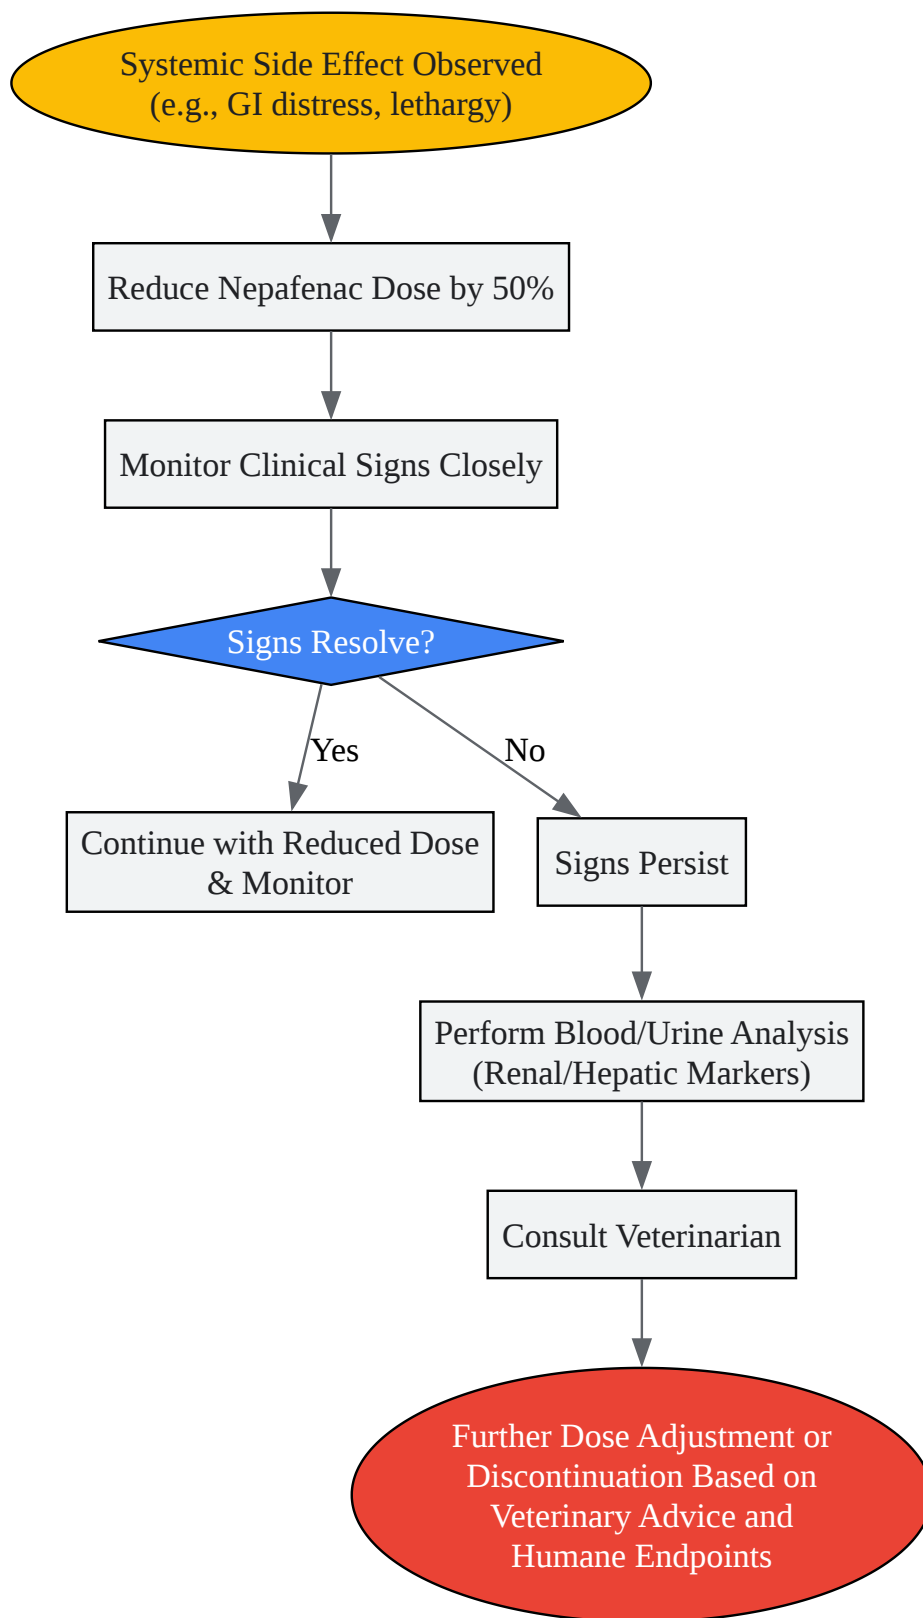 Systemic Side Effect Observed
(e.g., GI distress, lethargy)
Reduce Nepafenac Dose by 50%
Monitor Clinical Signs Closely
Signs Resolve?
Yes
No
Continue with Reduced Dose
& Monitor
Signs Persist
Perform Blood/Urine Analysis
(Renal/Hepatic Markers)
Consult Veterinarian
Further Dose Adjustment or
Discontinuation Based on
Veterinary Advice and
Humane Endpoints